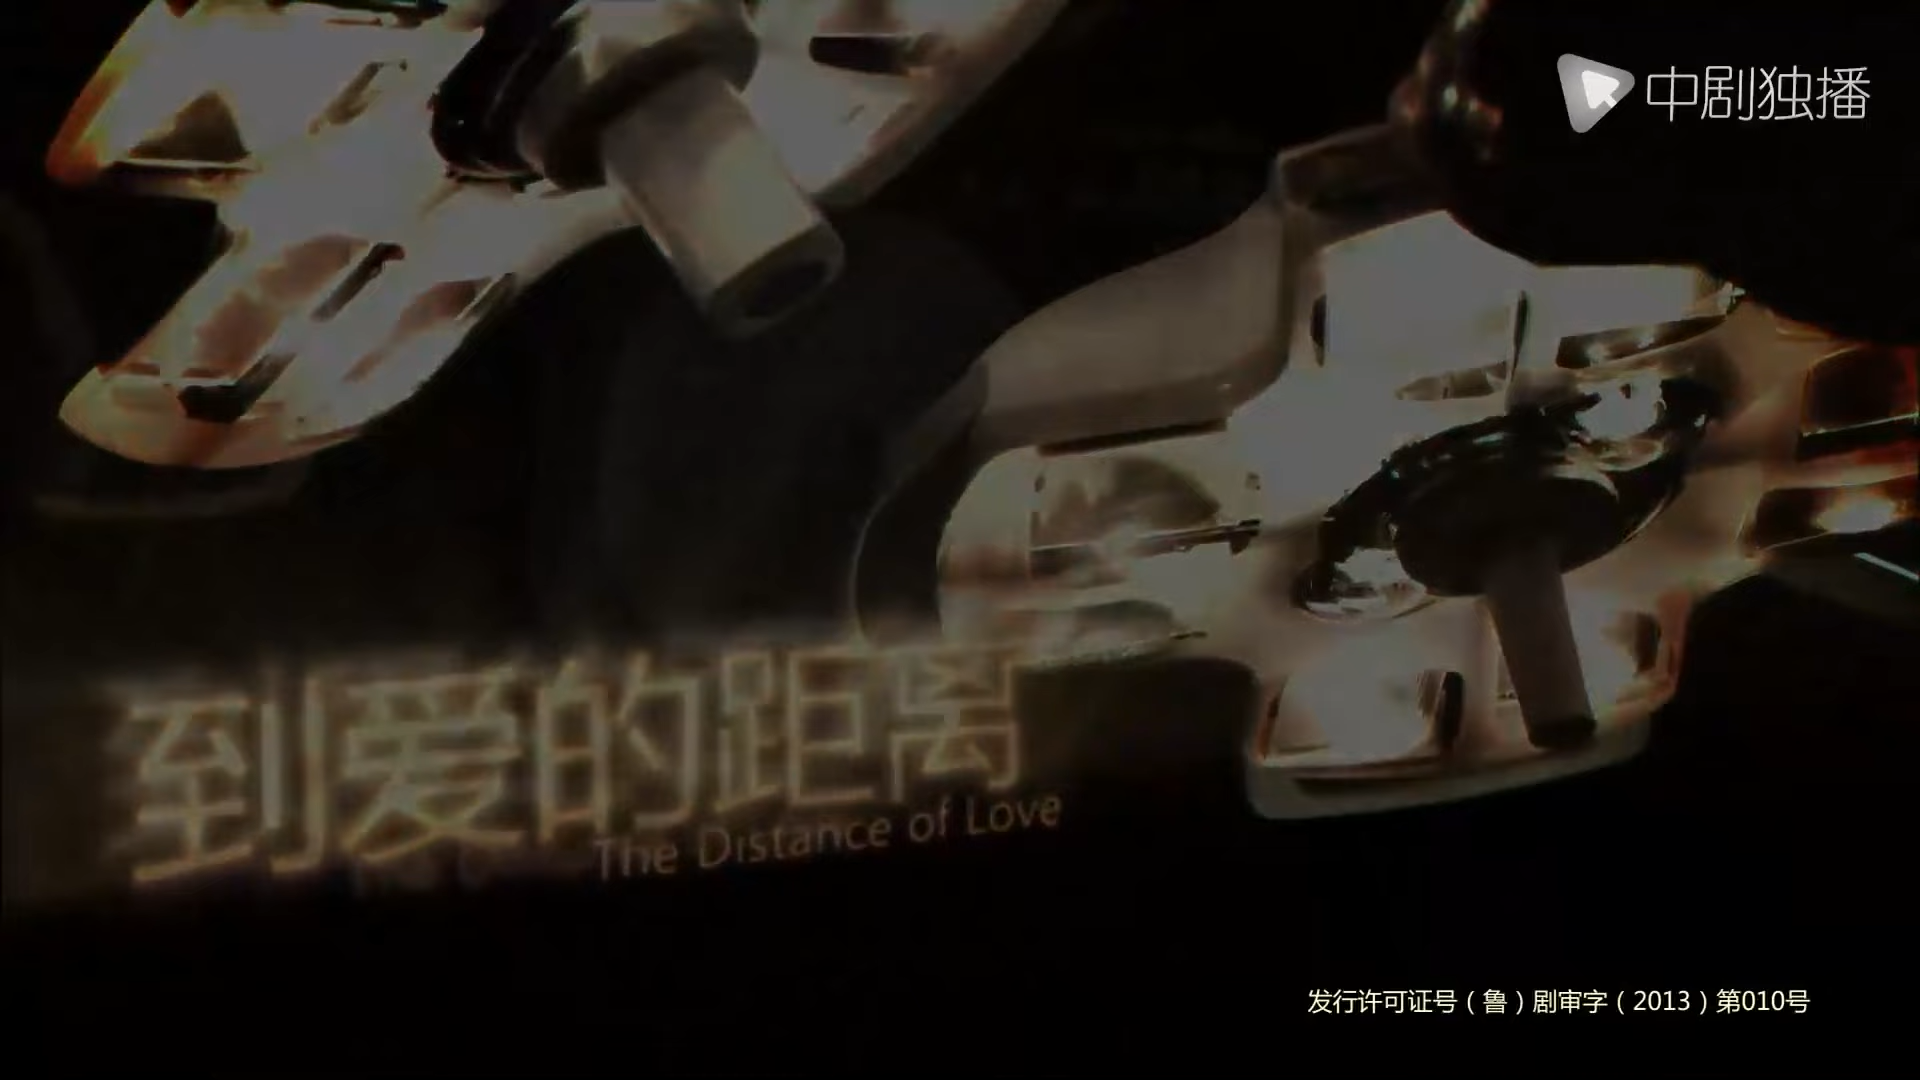 中剧独播
到爱的距离
The Distance of Love
发行许可证号（鲁）剧审字（2013）第010号